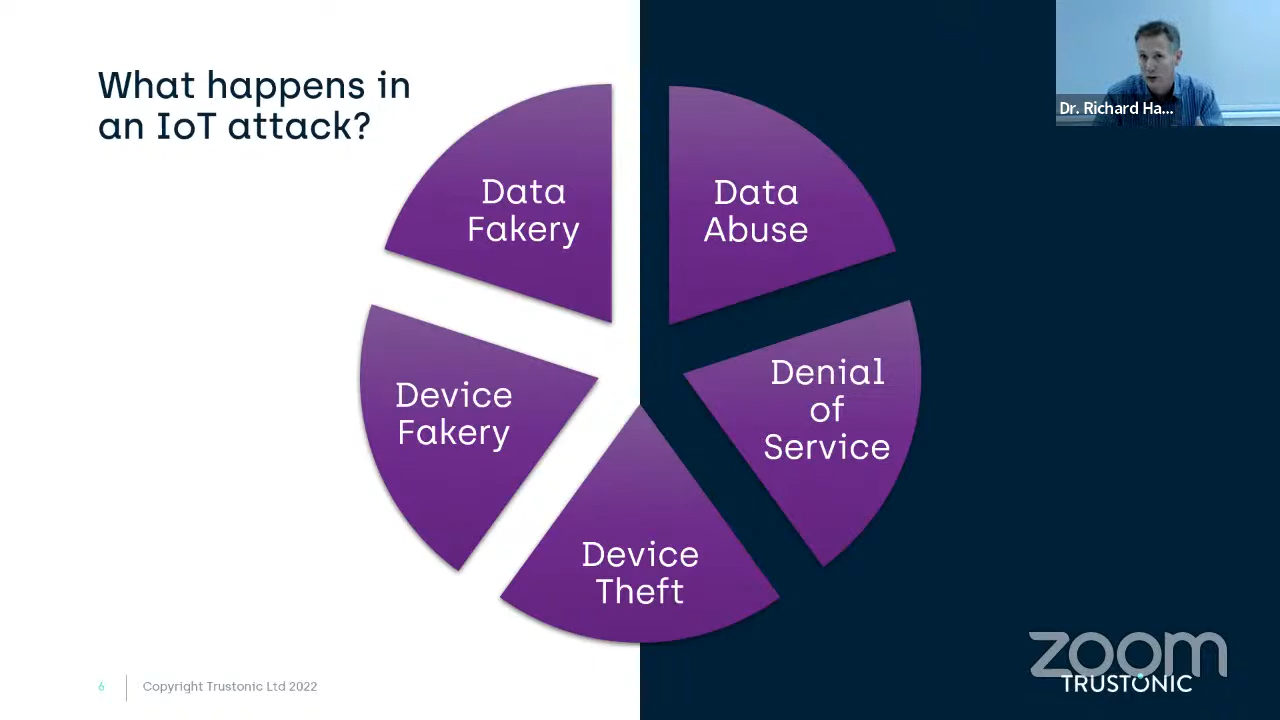 What happens in
an IoT attack?
Data
Fakery
Data
Abuse
Denial
of
Service
Device
Fakery
Device
Theft
Dr. Richard Ha...
6
Copyright Trustonic Ltd 2022
zoom
TRUSTONIC